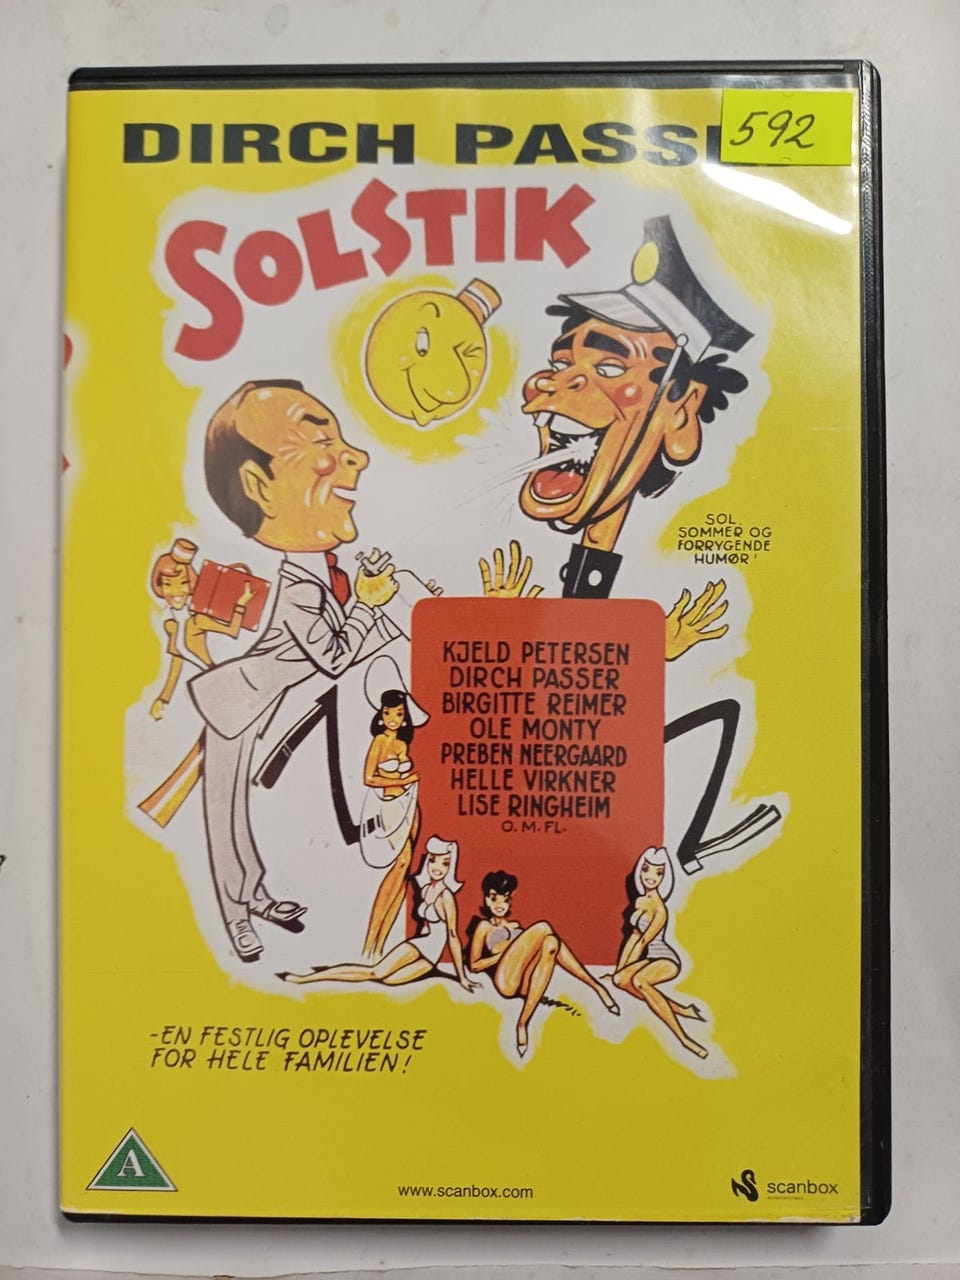 DIRCH PASS
592
SOLSTIK
SOL,
SOMMER OG
FORRYGENDE
HUMØR!
KJELD PETERSEN
DIRCH PASSER
BIRGITTE REIMER
OLE MONTY
PREBEN NEERGAARD
HELLE VIRKNER
LISE RINGHEIM
O.M.FL.
-EN FESTLIG OPLEVELSE
FOR HELE FAMILIEN!
A
www.scanbox.com
scanbox
entertainment